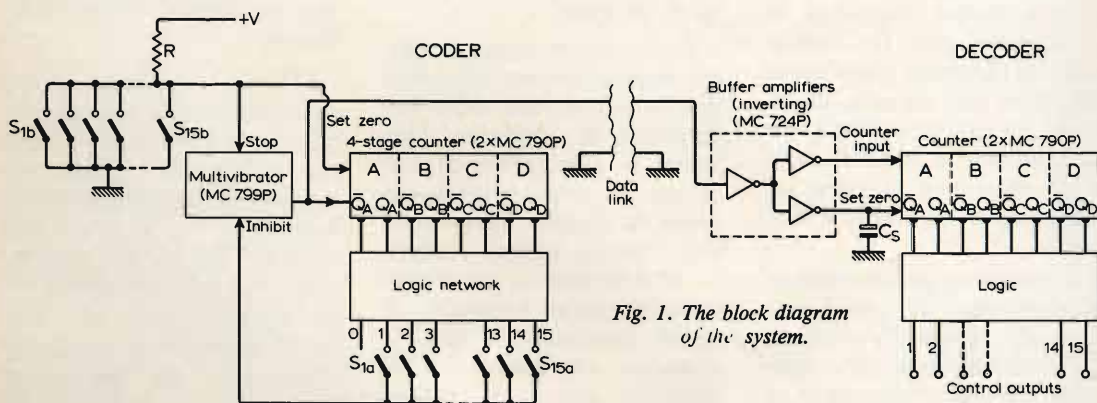 +V
R
CODER
DECODER
S1b
S15b
Stop
Set zero
Multivibrator
(MC 799P)
Inhibit
4-stage counter (2×MC 790P)
A B C D
Q̄A QA Q̄B QB Q̄C QC Q̄D QD
Logic network
0 1 2 3 13 14 15
S1a
S15a
Data
link
Buffer amplifiers
(inverting)
(MC 724P)
Counter
input
Set zero
CS
Counter (2×MC 790P)
A B C D
Q̄A QA Q̄B QB Q̄C QC Q̄D QD
Logic
1 2 14 15
Control outputs
Fig. 1. The block diagram
of the system.